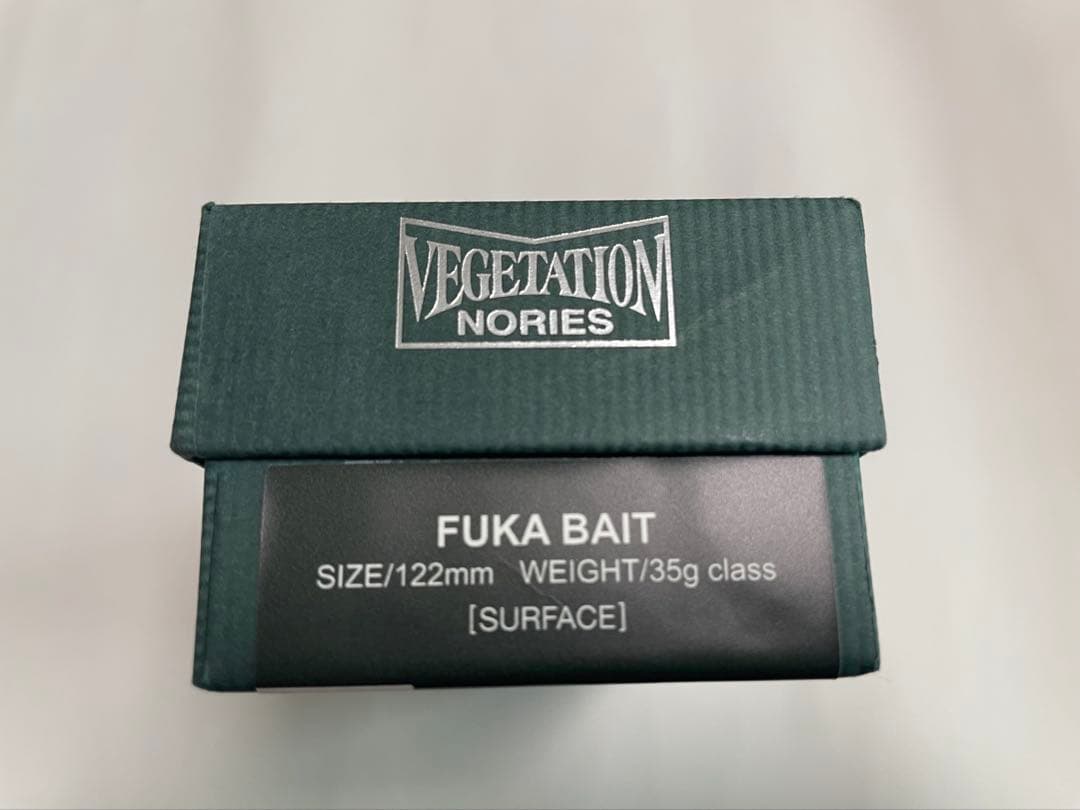 VEGETATION
NORIES
FUKA BAIT
SIZE/122mm WEIGHT/35g class
[SURFACE]